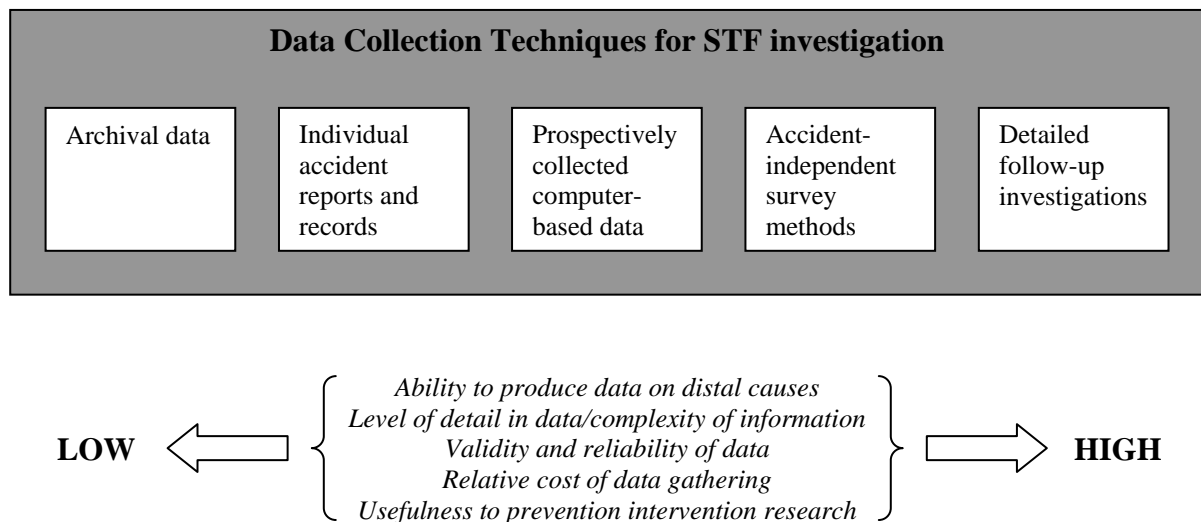 Data Collection Techniques for STF investigation
Archival data
Individual
accident
reports and
records
Prospectively
collected
computer-
based data
Accident-
independent
survey
methods
Detailed
follow-up
investigations
Ability to produce data on distal causes
Level of detail in data/complexity of information
Validity and reliability of data
Relative cost of data gathering
Usefulness to prevention intervention research
LOW
HIGH